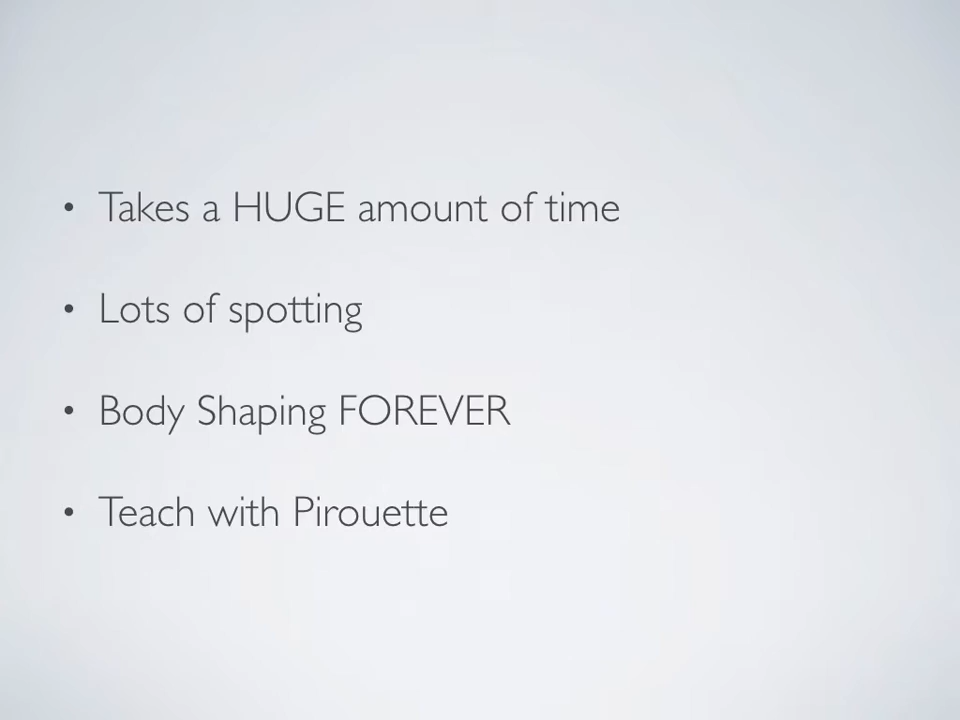 • Takes a HUGE amount of time
• Lots of spotting
• Body Shaping FOREVER
• Teach with Pirouette